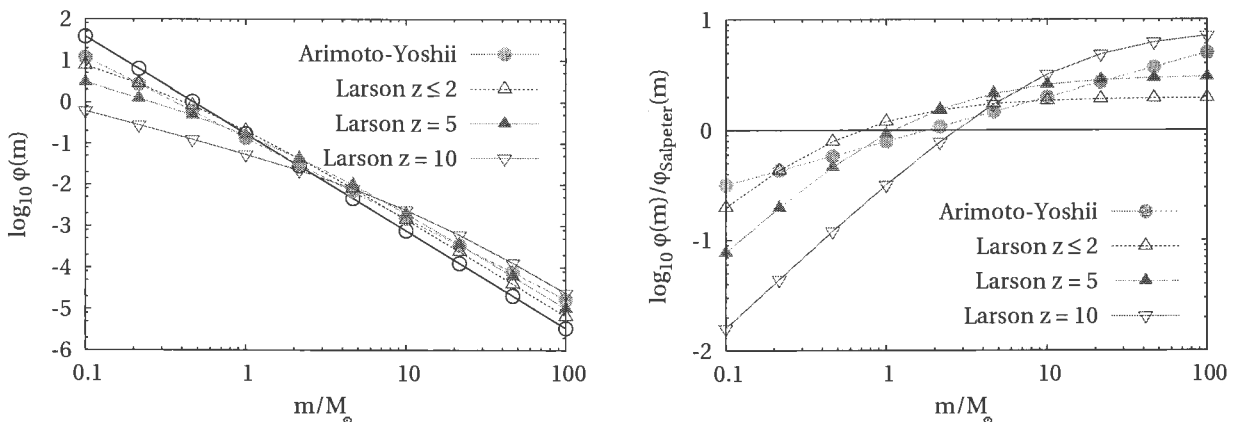 2
1
0
-1
-2
-3
-4
-5
-6
log₁₀ φ(m)
Arimoto-Yoshii
Larson z ≤ 2
Larson z = 5
Larson z = 10
0.1
1
10
100
m/M⊙
1
0
-1
-2
log₁₀ φ(m)/φSalpeter(m)
Arimoto-Yoshii
Larson z ≤ 2
Larson z = 5
Larson z = 10
0.1
1
10
100
m/M⊙